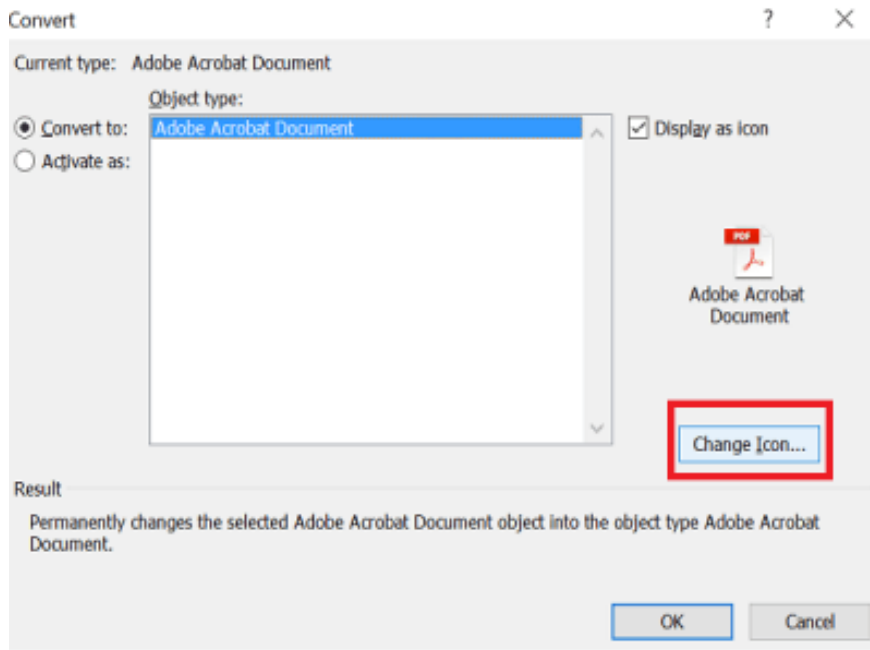 Convert
?
Current type: Adobe Acrobat Document
Object type:
Convert to:
Adobe Acrobat Document
Display as icon
Activate as:
PDF
Adobe Acrobat
Document
Change Icon...
Result
Permanently changes the selected Adobe Acrobat Document object into the object type Adobe Acrobat
Document.
OK
Cancel